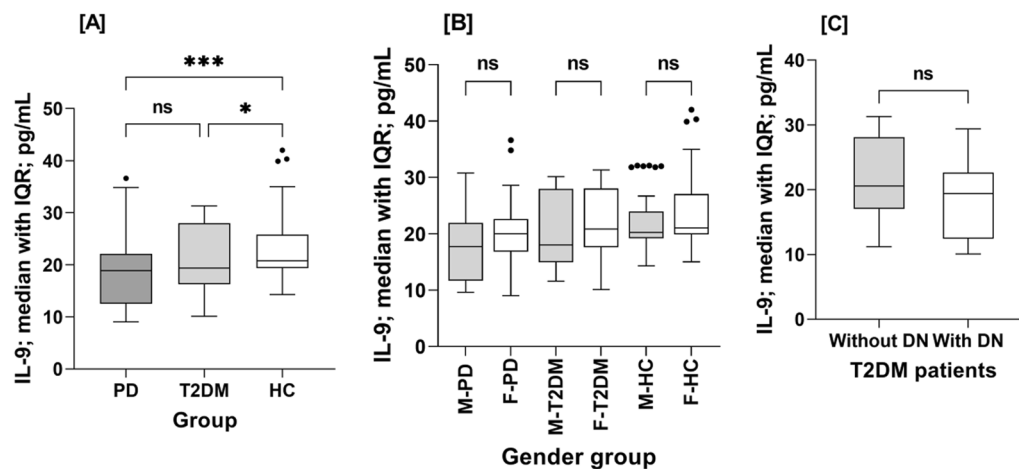 [A]
IL-9; median with IQR; pg/mL
50
40
30
20
10
0
***
ns
*
PD T2DM HC
Group
[B]
IL-9; median with IQR; pg/mL
50
40
30
20
10
0
ns ns ns
M-PD
F-PD
M-T2DM
F-T2DM
M-HC
F-HC
Gender group
[C]
IL-9; median with IQR; pg/mL
40
30
20
10
0
ns
Without DN With DN
T2DM patients